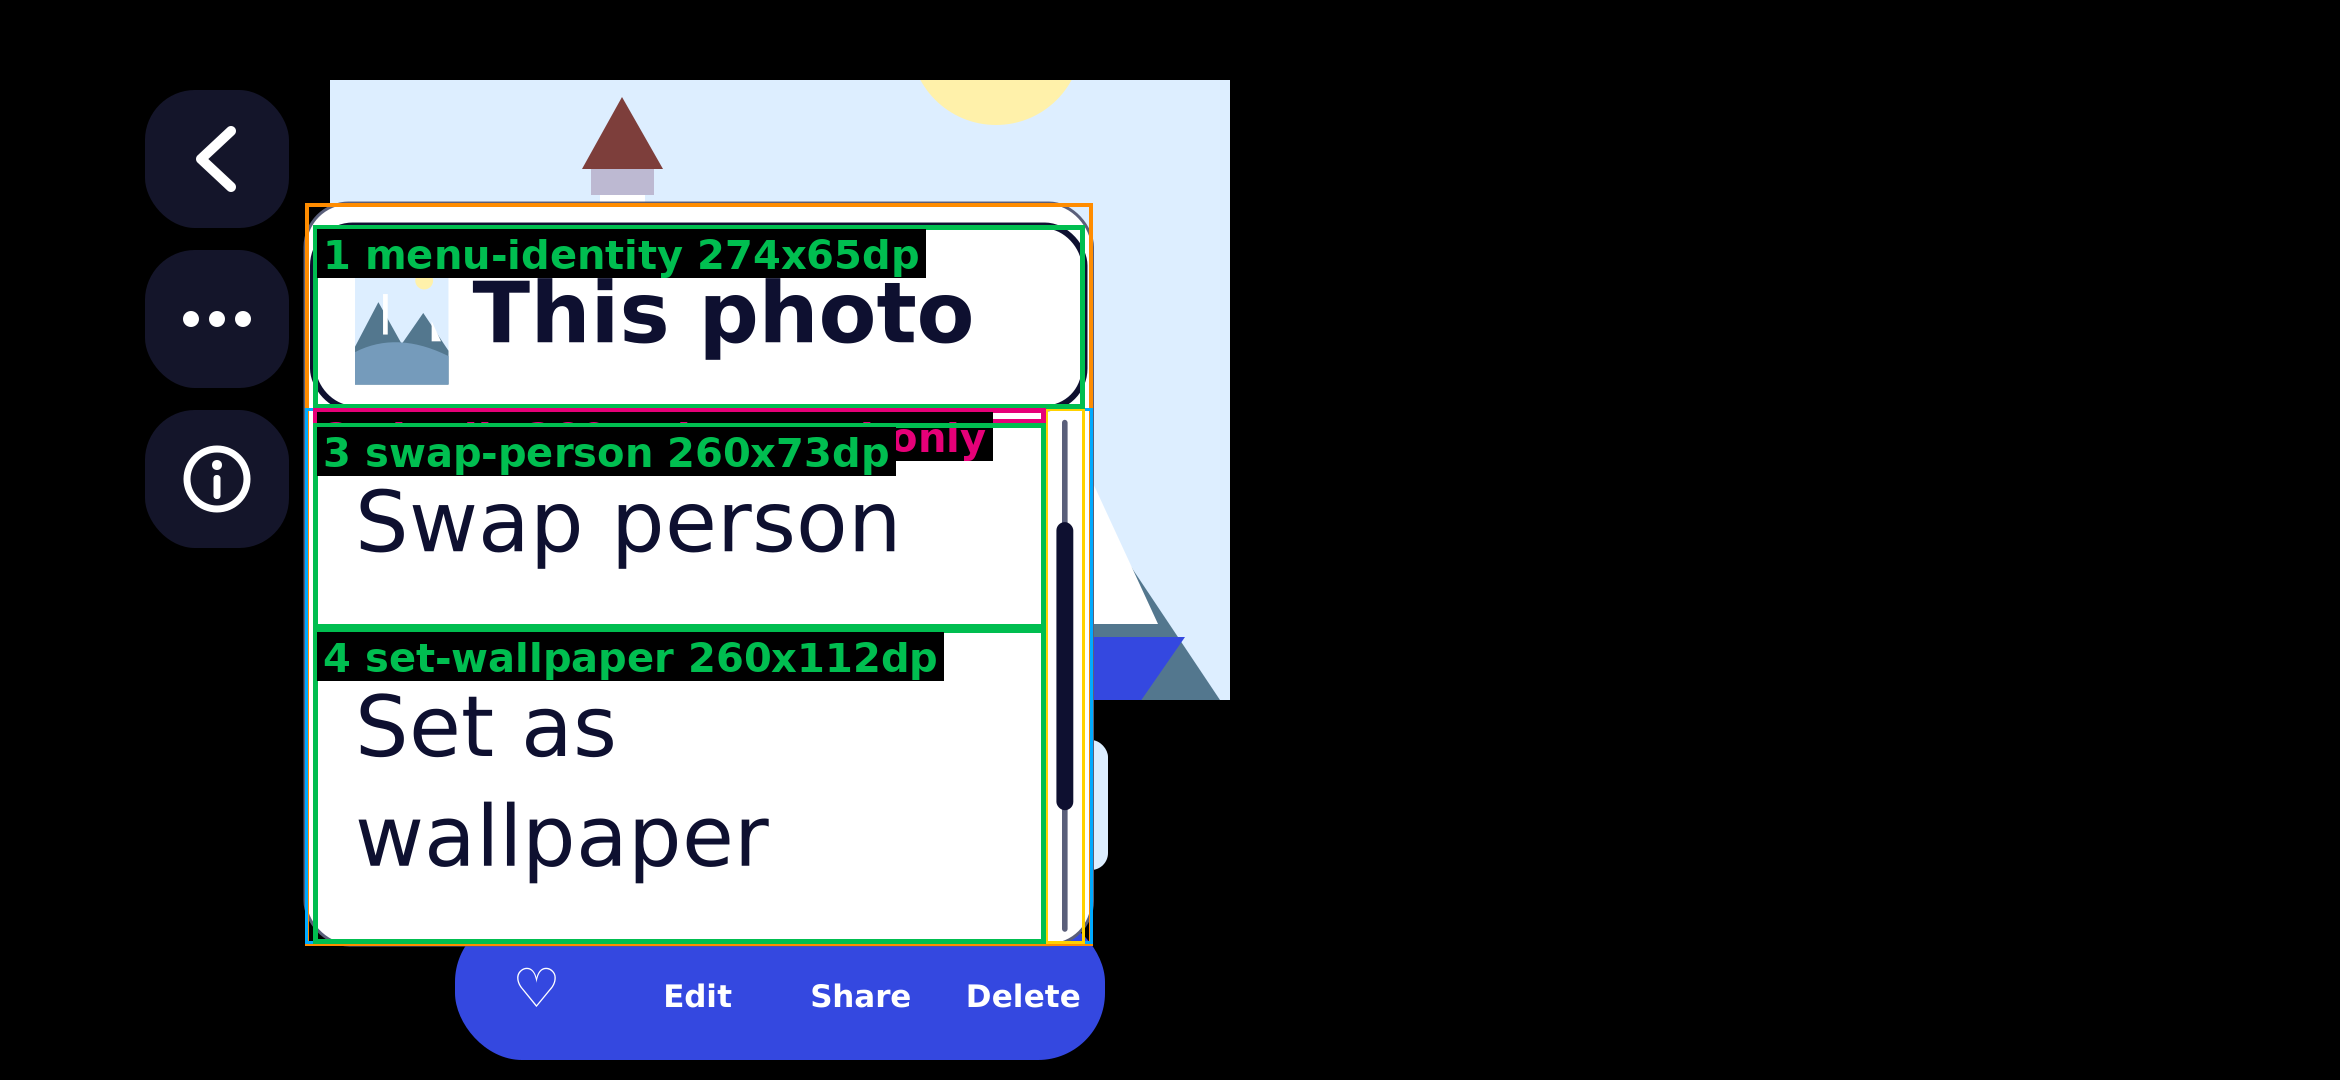 1 menu-identity 274x65dp
This photo
only
3 swap-person 260x73dp
Swap person
4 set-wallpaper 260x112dp
Set as
wallpaper
♡ Edit Share Delete